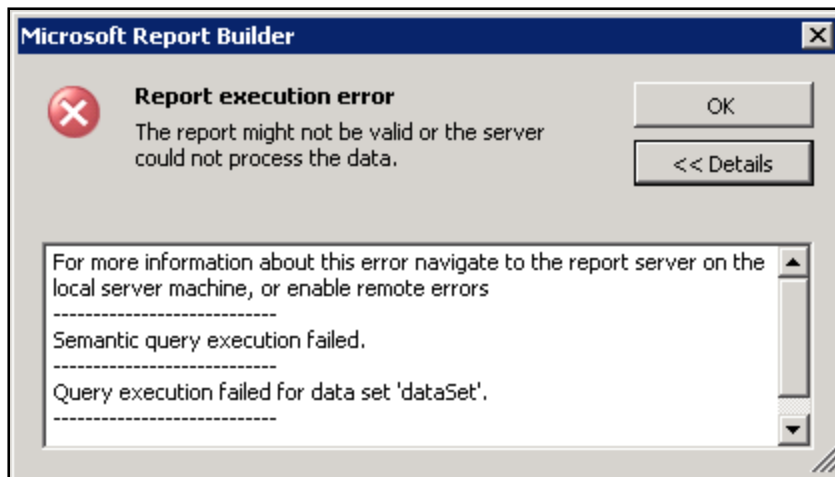 Microsoft Report Builder
Report execution error
The report might not be valid or the server
could not process the data.
OK
<< Details
For more information about this error navigate to the report server on the
local server machine, or enable remote errors
----------------------------
Semantic query execution failed.
----------------------------
Query execution failed for data set 'dataSet'.
----------------------------